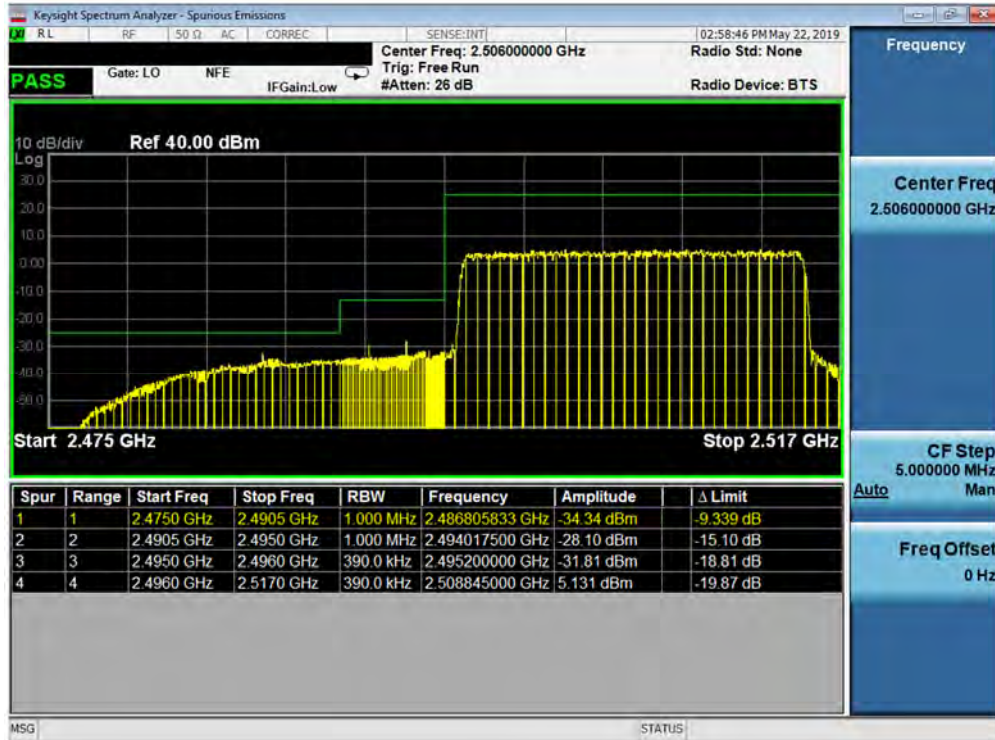 Keysight Spectrum Analyzer - Spurious Emissions
LXI RL RF 50 Ω AC CORREC SENSE:INT 02:58:46 PM May 22, 2019
Center Freq: 2.506000000 GHz Radio Std: None
PASS Gate: LO NFE Trig: Free Run
IFGain:Low #Atten: 26 dB Radio Device: BTS
10 dB/div Ref 40.00 dBm
Log
30.0
20.0
10.0
0.00
-10.0
-20.0
-30.0
-40.0
-50.0
Start 2.475 GHz Stop 2.517 GHz
Spur Range Start Freq Stop Freq RBW Frequency Amplitude Δ Limit
1 1 2.4750 GHz 2.4905 GHz 1.000 MHz 2.486805833 GHz -34.34 dBm -9.339 dB
2 2 2.4905 GHz 2.4950 GHz 1.000 MHz 2.494017500 GHz -28.10 dBm -15.10 dB
3 3 2.4950 GHz 2.4960 GHz 390.0 kHz 2.495200000 GHz -31.81 dBm -18.81 dB
4 4 2.4960 GHz 2.5170 GHz 390.0 kHz 2.508845000 GHz 5.131 dBm -19.87 dB
MSG STATUS
Frequency
Center Freq
2.506000000 GHz
CF Step
5.000000 MHz
Auto Man
Freq Offset
0 Hz